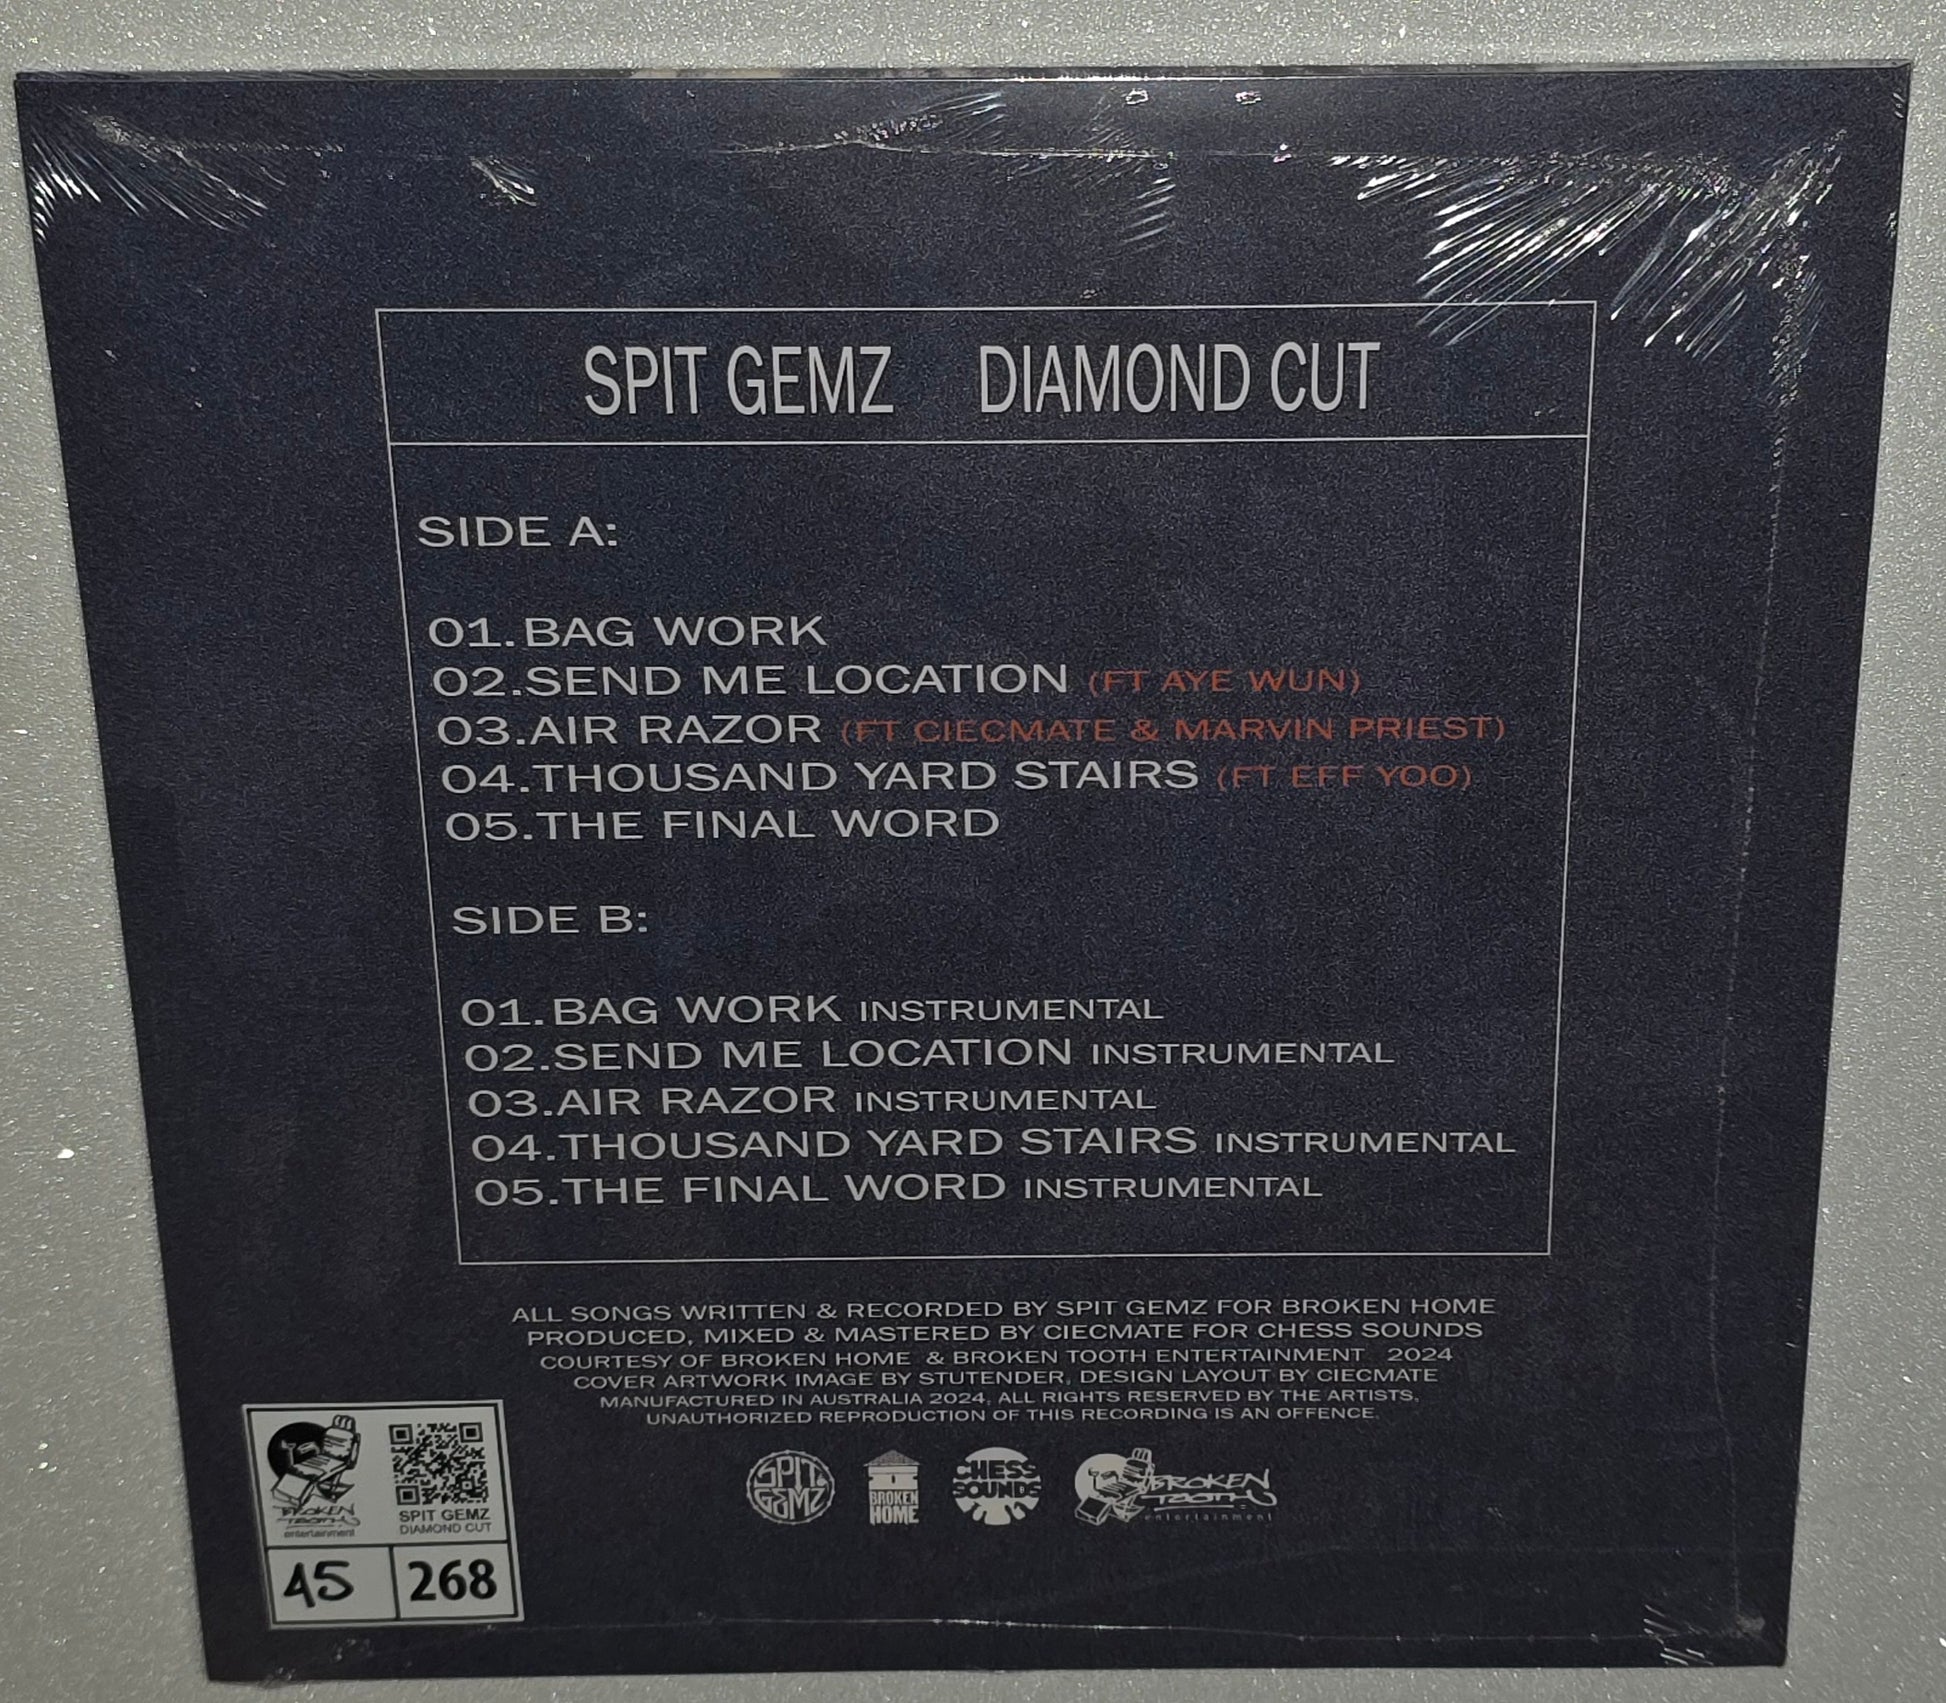 SPIT GEMZ DIAMOND CUT
SIDE A:
01.BAG WORK
02.SEND ME LOCATION (FT AYE WUN)
03.AIR RAZOR (FT CIECMATE & MARVIN PRIEST)
04.THOUSAND YARD STAIRS (FT EFF YOO)
05.THE FINAL WORD
SIDE B:
01.BAG WORK INSTRUMENTAL
02.SEND ME LOCATION INSTRUMENTAL
03.AIR RAZOR INSTRUMENTAL
04.THOUSAND YARD STAIRS INSTRUMENTAL
05.THE FINAL WORD INSTRUMENTAL
ALL SONGS WRITTEN & RECORDED BY SPIT GEMZ FOR BROKEN HOME
PRODUCED, MIXED & MASTERED BY CIECMATE FOR CHESS SOUNDS
COURTESY OF BROKEN HOME & BROKEN TOOTH ENTERTAINMENT 2024
COVER ARTWORK IMAGE BY STUTENDER, DESIGN LAYOUT BY CIECMATE
MANUFACTURED IN AUSTRALIA 2024, ALL RIGHTS RESERVED BY THE ARTISTS,
UNAUTHORIZED REPRODUCTION OF THIS RECORDING IS AN OFFENCE.
SPIT
GEMZ
BROKEN
HOME
CHESS
SOUNDS
BROKEN
TOOTH
entertainment
BROKEN
TOOTH
entertainment
SPIT GEMZ
DIAMOND CUT
45
268